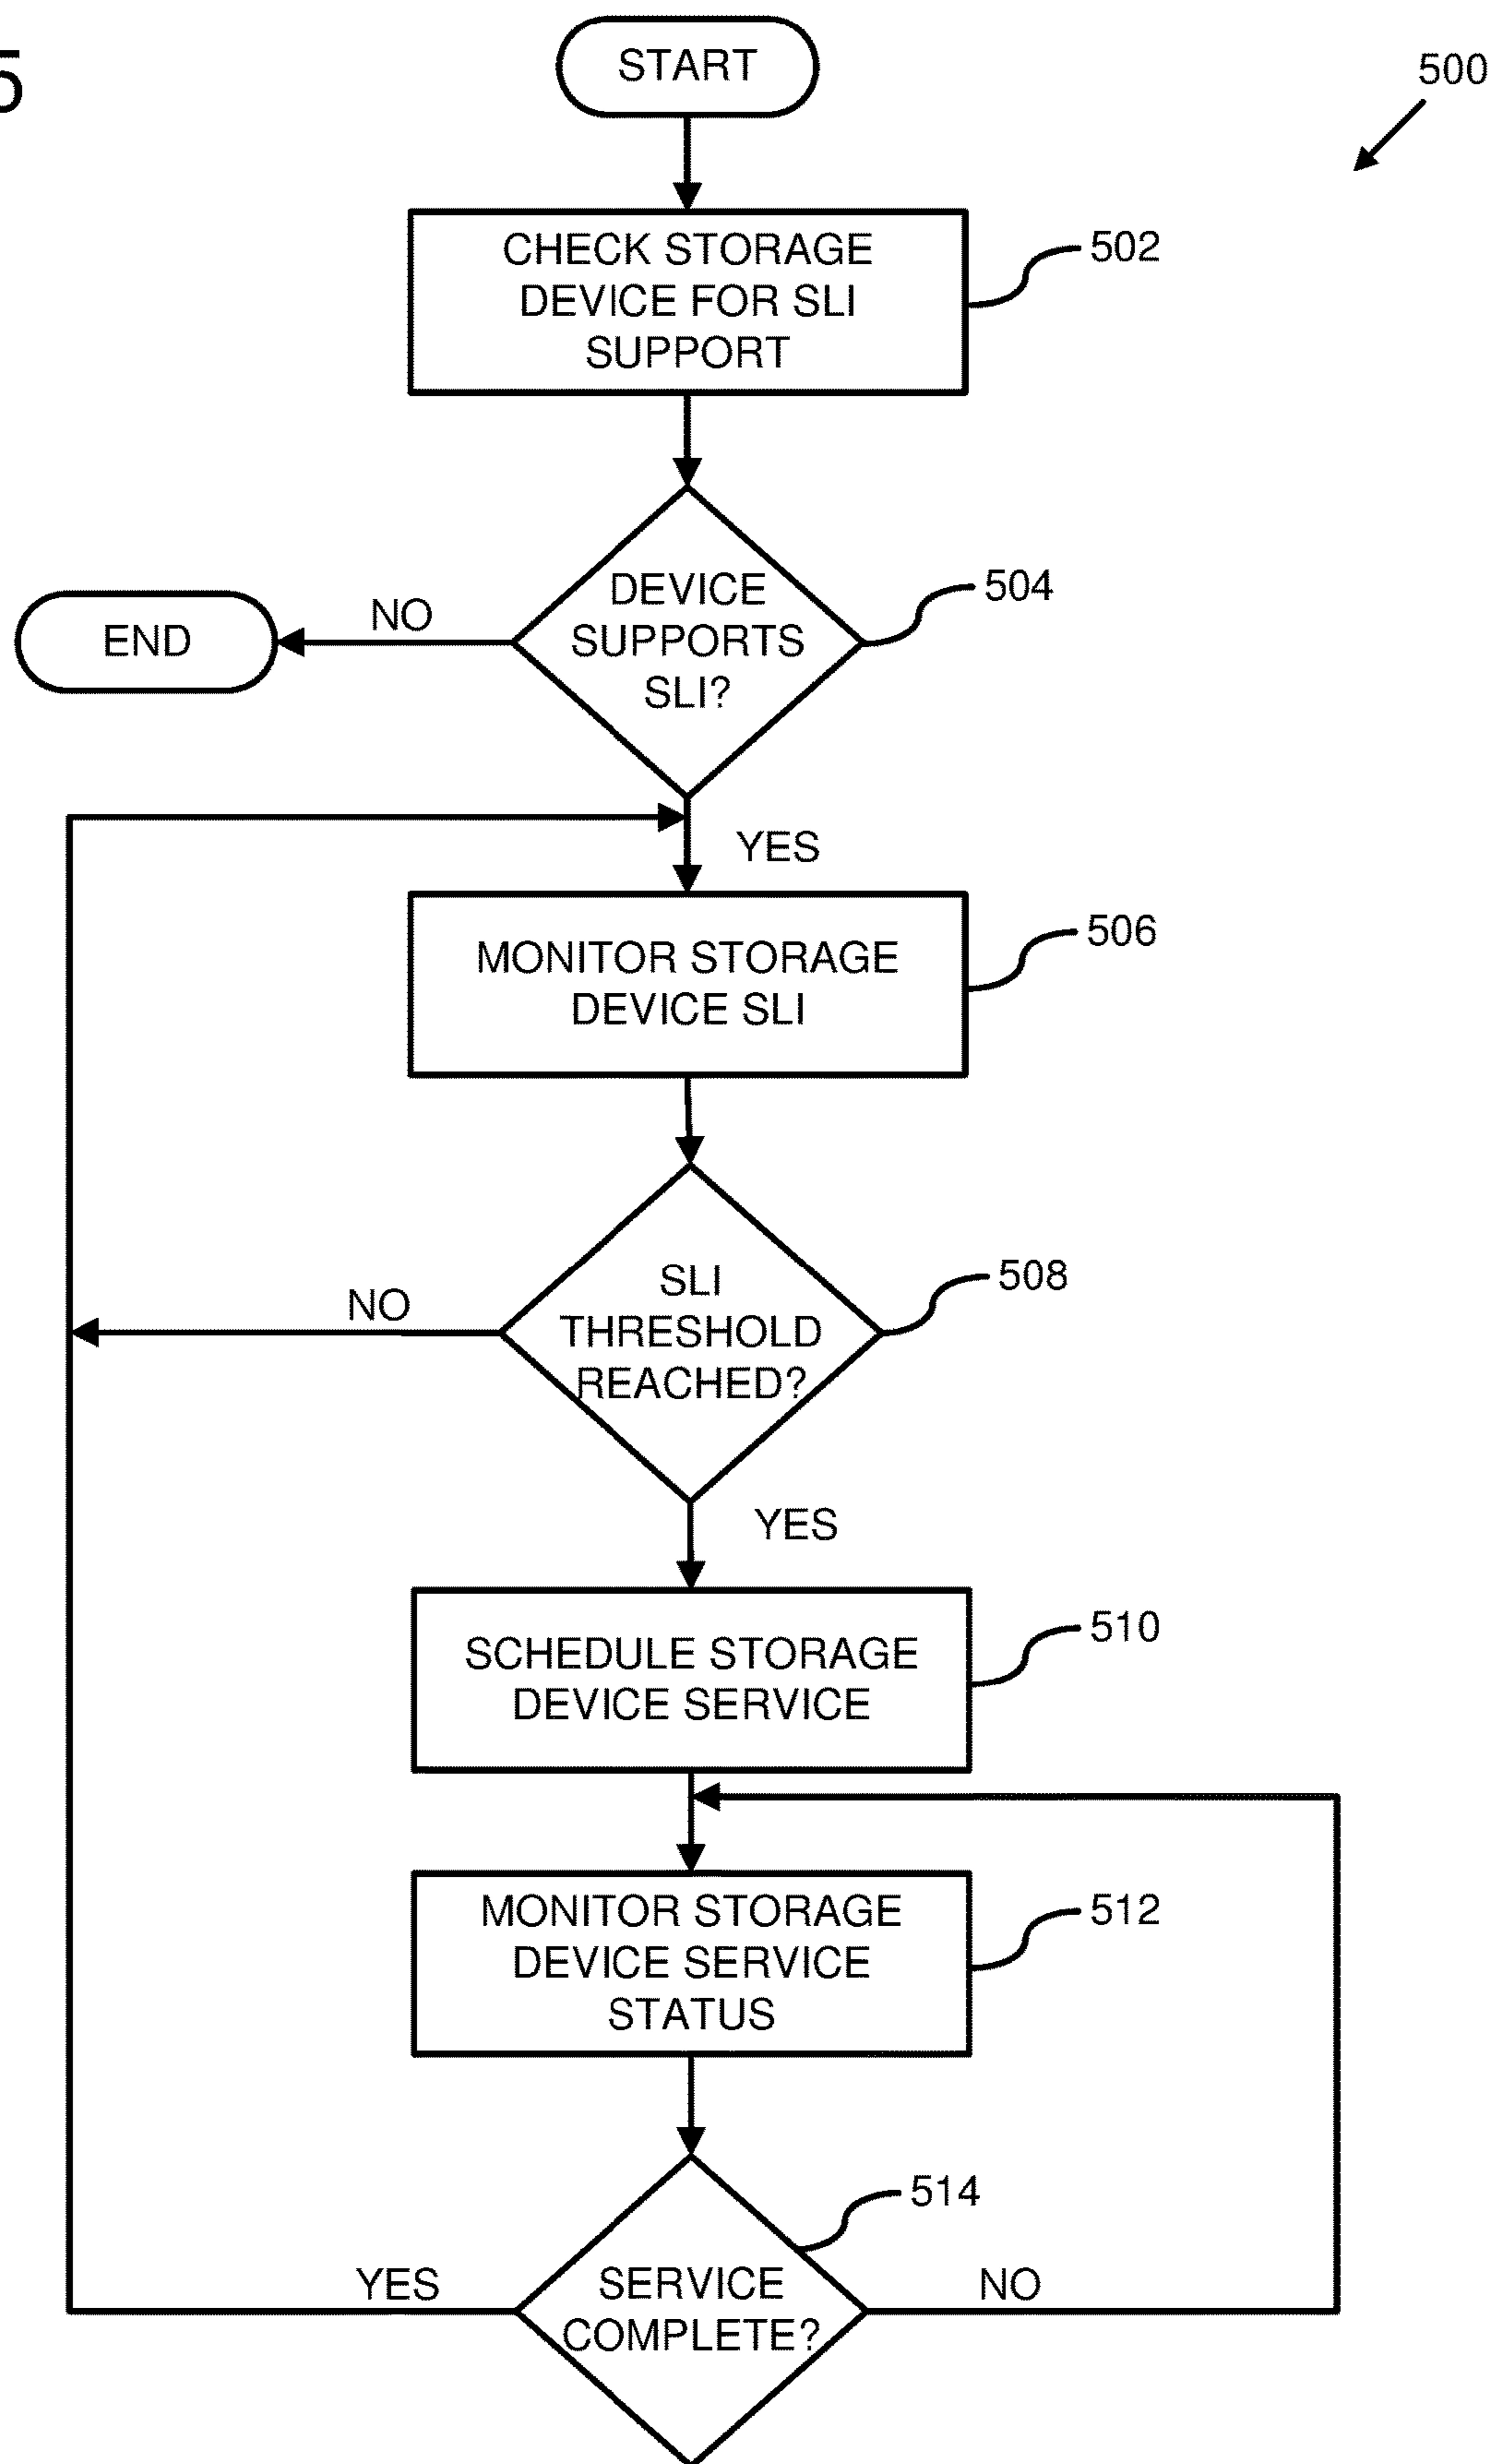 5
START
500
CHECK STORAGE
DEVICE FOR SLI
SUPPORT
502
DEVICE
SUPPORTS
SLI?
504
NO
END
YES
MONITOR STORAGE
DEVICE SLI
506
SLI
THRESHOLD
REACHED?
508
NO
YES
SCHEDULE STORAGE
DEVICE SERVICE
510
MONITOR STORAGE
DEVICE SERVICE
STATUS
512
514
YES
SERVICE
COMPLETE?
NO